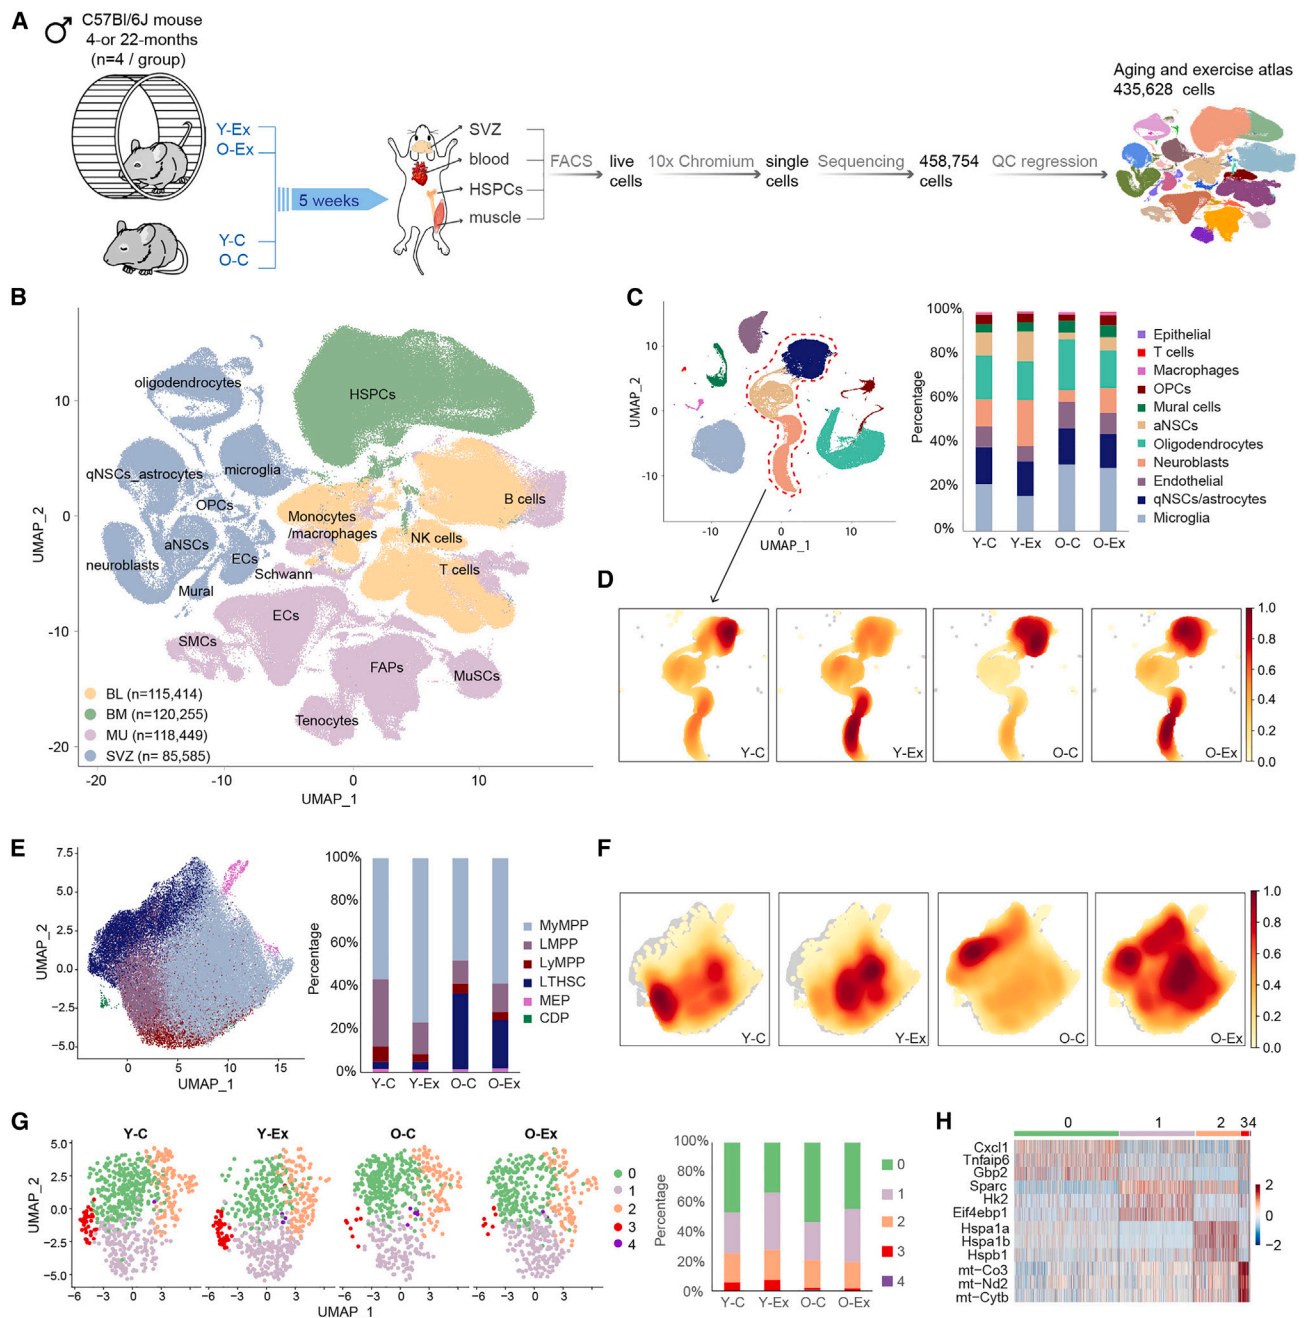 A
C57Bl/6J mouse
4-or 22-months
(n=4 / group)
Y-Ex
O-Ex
5 weeks
Y-C
O-C
SVZ
blood
HSPCs
muscle
FACS
live
cells
10x Chromium
single
cells
Sequencing
458,754
cells
QC regression
Aging and exercise atlas
435,628 cells
B
UMAP_2
10
0
-10
-20
oligodendrocytes
HSPCs
qNSCs_astrocytes
microglia
OPCs
B cells
Monocytes
/macrophages
aNSCs
NK cells
ECs
neuroblasts
Schwann
T cells
Mural
ECs
SMCs
FAPs
MuSCs
Tenocytes
BL (n=115,414)
BM (n=120,255)
MU (n=118,449)
SVZ (n= 85,585)
-20
-10
0
10
UMAP_1
C
UMAP_2
10
0
-10
-10
0
10
UMAP_1
Percentage
100%
80%
60%
40%
20%
0%
Y-C
Y-Ex
O-C
O-Ex
Epithelial
T cells
Macrophages
OPCs
Mural cells
aNSCs
Oligodendrocytes
Neuroblasts
Endothelial
qNSCs/astrocytes
Microglia
D
Y-C
Y-Ex
O-C
O-Ex
1.0
0.8
0.6
0.4
0.2
0.0
E
UMAP_2
7.5
5.0
2.5
0.0
−2.5
−5.0
0
5
10
15
UMAP_1
Percentage
100%
80%
60%
40%
20%
0%
Y-C
Y-Ex
O-C
O-Ex
MyMPP
LMPP
LyMPP
LTHSC
MEP
CDP
F
Y-C
Y-Ex
O-C
O-Ex
1.0
0.8
0.6
0.4
0.2
0.0
G
Y-C
Y-Ex
O-C
O-Ex
UMAP_2
5.0
2.5
0.0
−2.5
−5.0
−6 −3 0 3
−6 −3 0 3
−6 −3 0 3
−6 −3 0 3
UMAP_1
0
1
2
3
4
Percentage
100%
80%
60%
40%
20%
0%
Y-C
Y-Ex
O-C
O-Ex
0
1
2
3
4
H
0
1
2
34
Cxcl1
Tnfaip6
Gbp2
Sparc
Hk2
Eif4ebp1
Hspa1a
Hspa1b
Hspb1
mt−Co3
mt−Nd2
mt−Cytb
2
0
−2